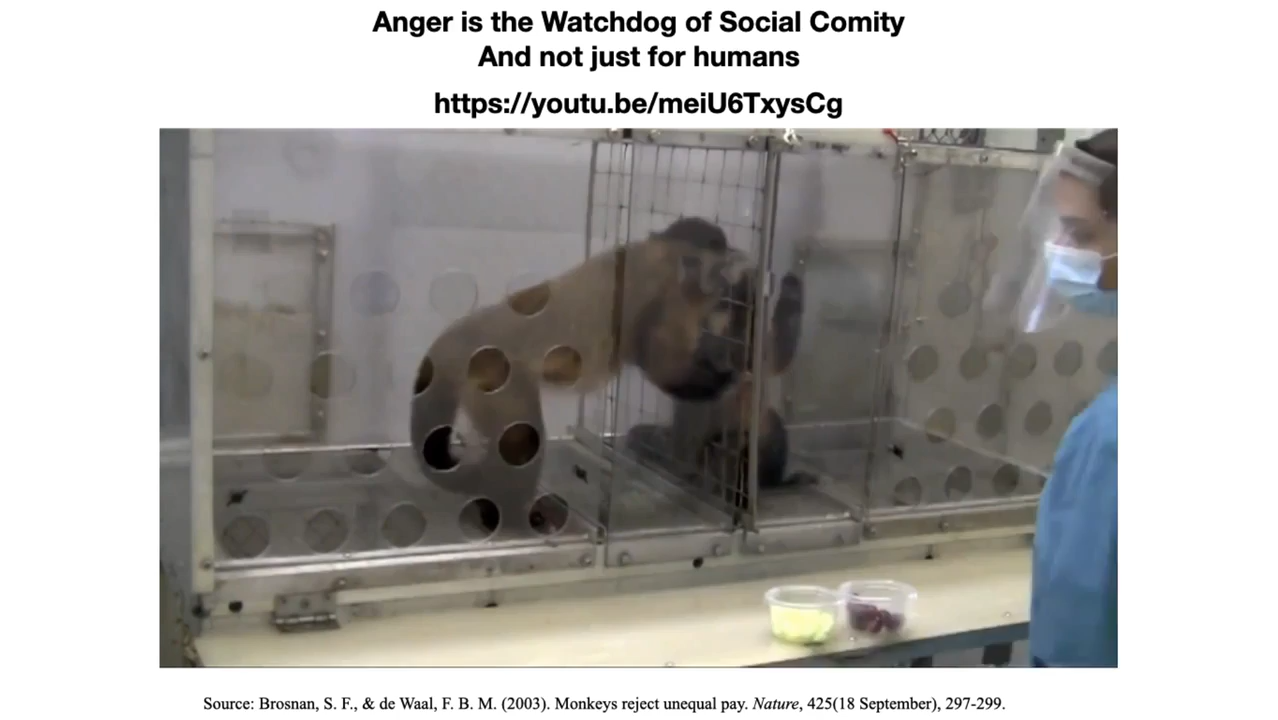 Anger is the Watchdog of Social Comity
And not just for humans
https://youtu.be/meiU6TxysCg
Source: Brosnan, S. F., & de Waal, F. B. M. (2003). Monkeys reject unequal pay. Nature, 425(18 September), 297-299.